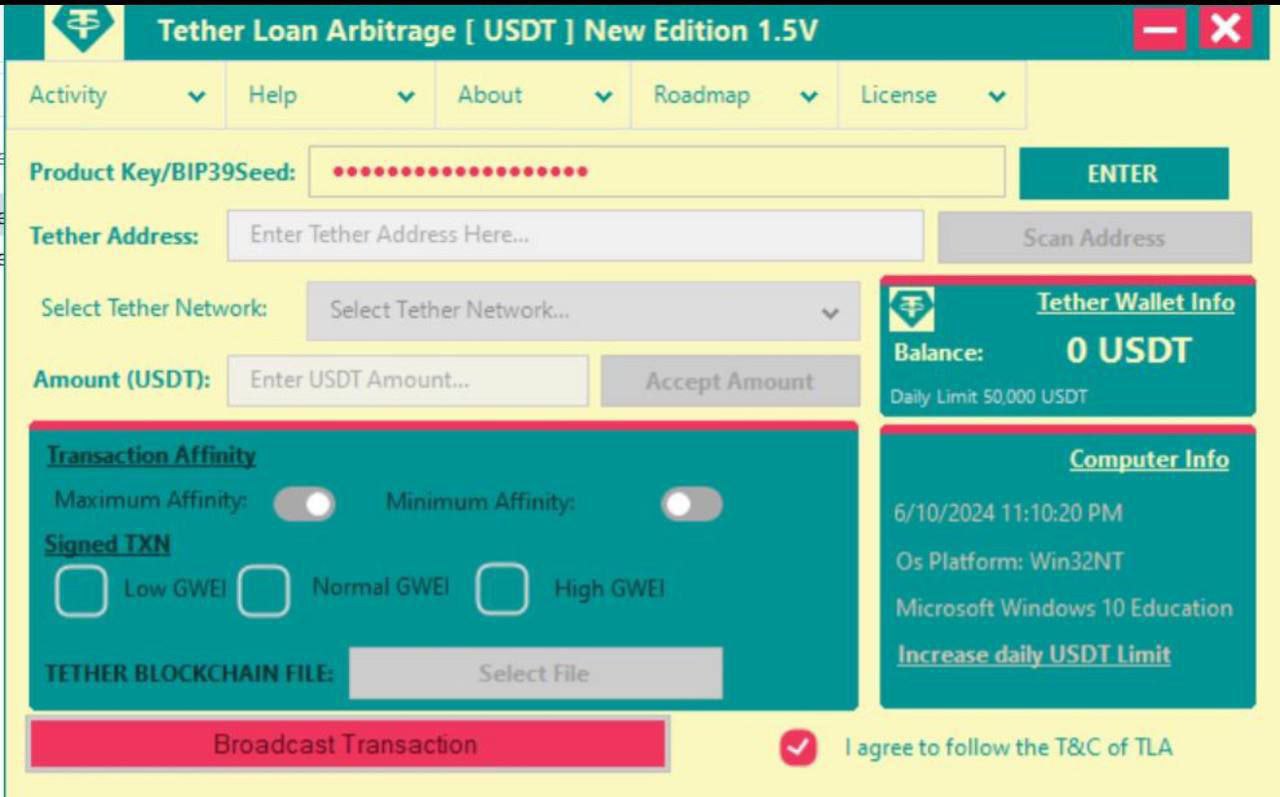 Tether Loan Arbitrage [ USDT ] New Edition 1.5V
Activity Help About Roadmap License
Product Key/BIP39Seed: ●●●●●●●●●●●●●●●●●●● ENTER
Tether Address: Enter Tether Address Here... Scan Address
Select Tether Network: Select Tether Network...
Tether Wallet Info
Balance: 0 USDT
Daily Limit 50,000 USDT
Amount (USDT): Enter USDT Amount... Accept Amount
Transaction Affinity
Maximum Affinity: Minimum Affinity:
Signed TXN
Low GWEI Normal GWEI High GWEI
TETHER BLOCKCHAIN FILE: Select File
Computer Info
6/10/2024 11:10:20 PM
Os Platform: Win32NT
Microsoft Windows 10 Education
Increase daily USDT Limit
Broadcast Transaction
I agree to follow the T&C of TLA